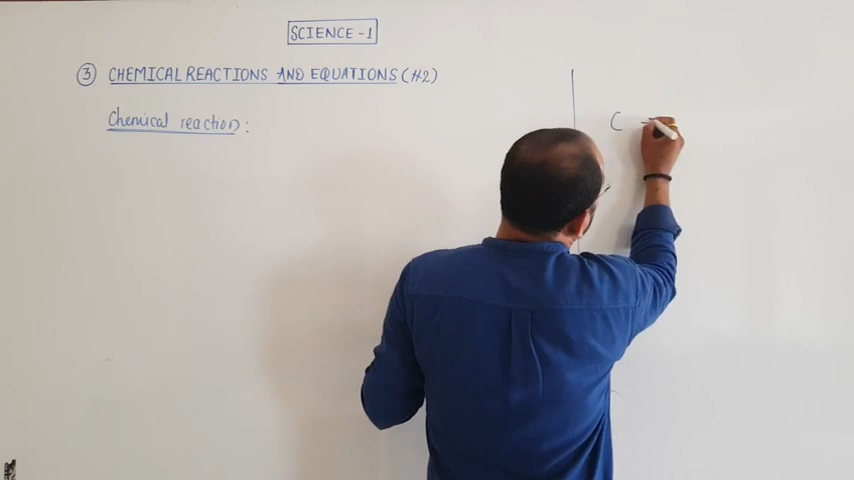 SCIENCE-1
③ CHEMICAL REACTIONS AND EQUATIONS (#2)
Chemical reaction:
C